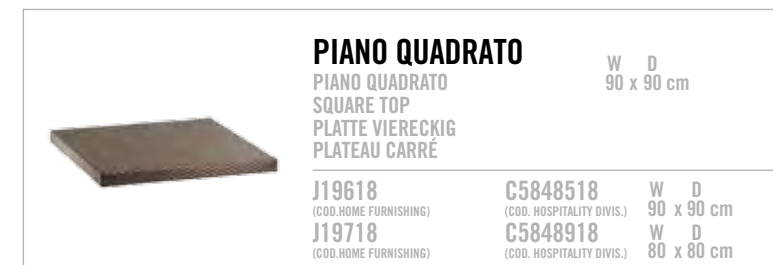 PIANO QUADRATO
W D
PIANO QUADRATO
90 x 90 cm
SQUARE TOP
PLATTE VIERECKIG
PLATEAU CARRÉ
J19618 C5848518 W D
(COD.HOME FURNISHING) (COD. HOSPITALITY DIVIS.) 90 x 90 cm
J19718 C5848918 W D
(COD.HOME FURNISHING) (COD. HOSPITALITY DIVIS.) 80 x 80 cm